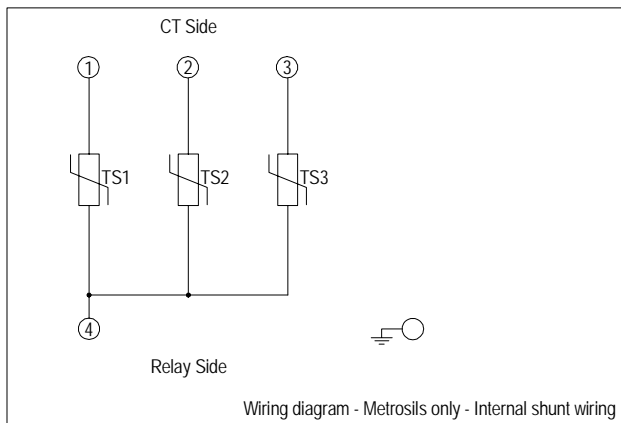 CT Side
1 2 3
TS1 TS2 TS3
4
Relay Side
Wiring diagram - Metrosils only - Internal shunt wiring